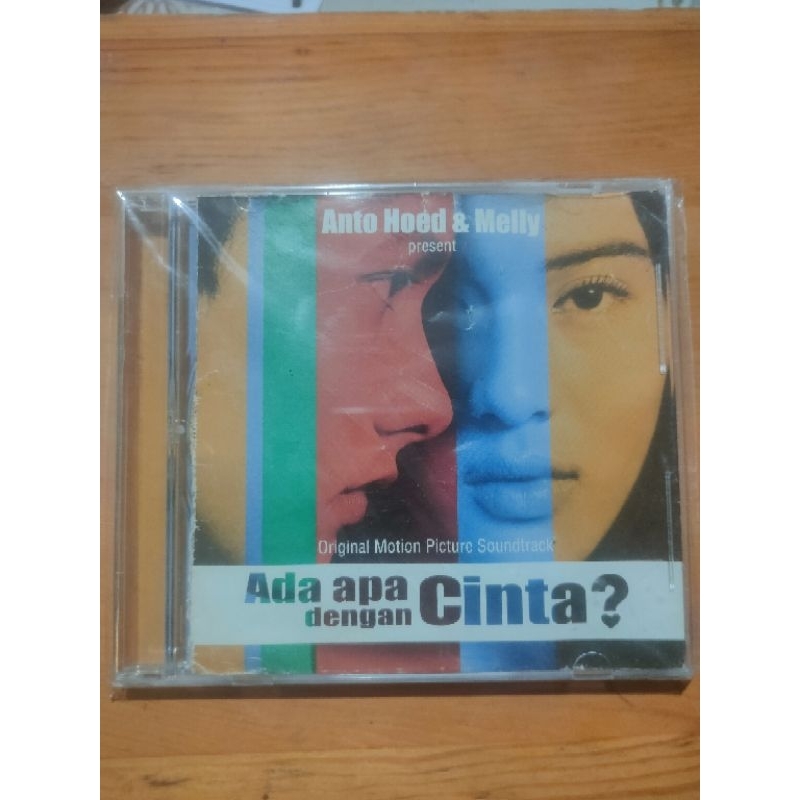 Anto Hoed & Melly
present
Original Motion Picture Soundtrack
Ada apa
dengan Cinta?